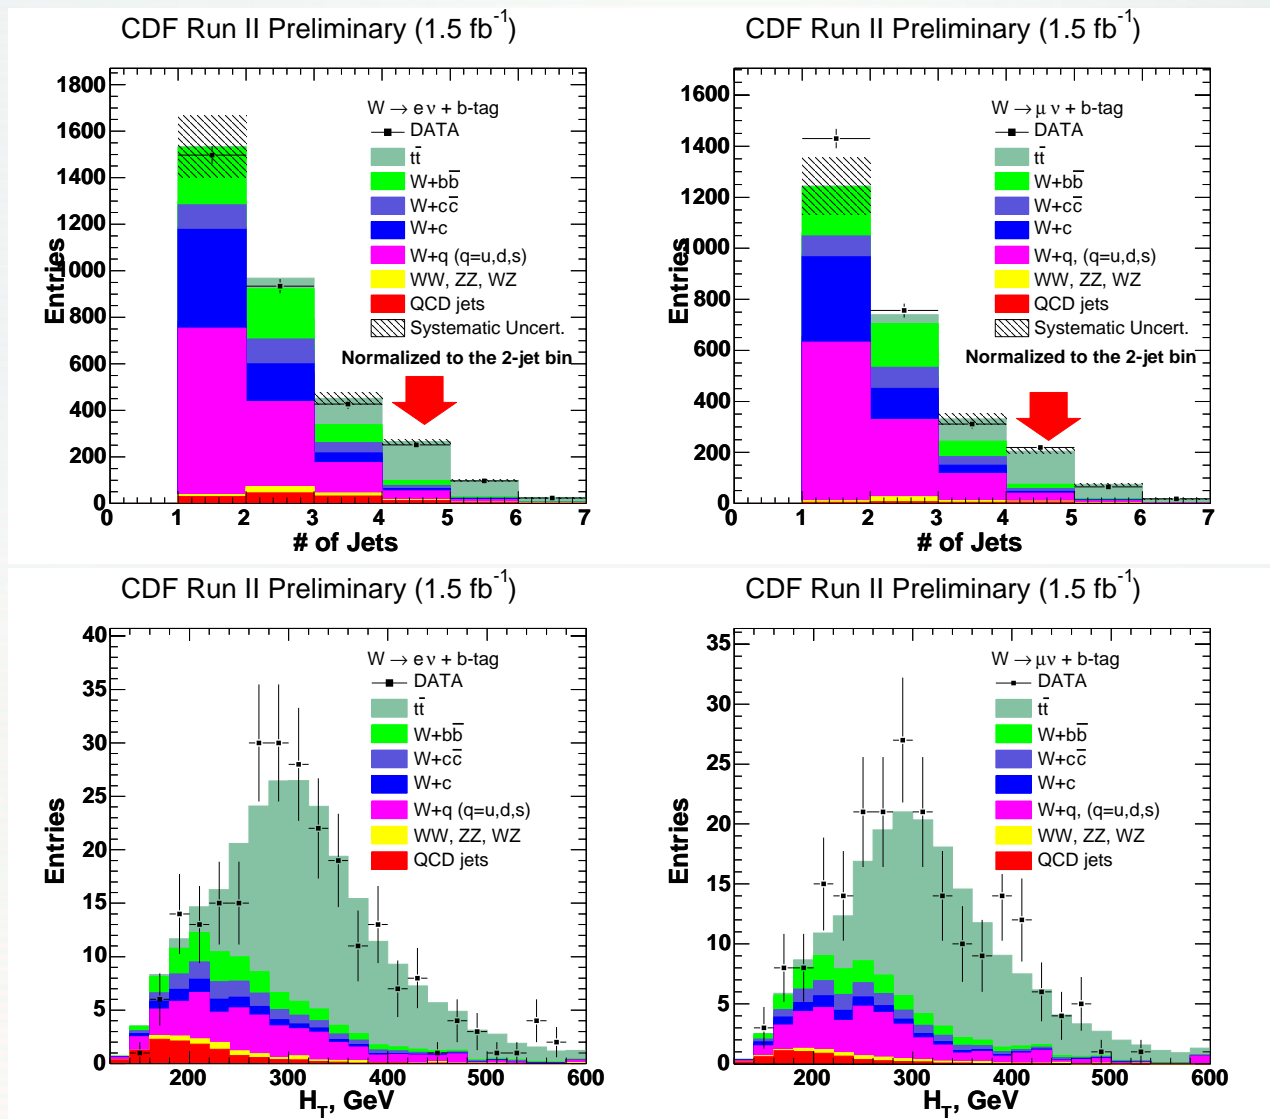 CDF Run II Preliminary (1.5 fb⁻¹)
Entries
1800
1600
1400
1200
1000
800
600
400
200
0
W → e ν + b-tag
DATA
tt̄
W+bb̄
W+cc̄
W+c
W+q (q=u,d,s)
WW, ZZ, WZ
QCD jets
Systematic Uncert.
Normalized to the 2-jet bin
0 1 2 3 4 5 6 7
# of Jets
CDF Run II Preliminary (1.5 fb⁻¹)
Entries
1600
1400
1200
1000
800
600
400
200
0
W → μ ν + b-tag
DATA
tt̄
W+bb̄
W+cc̄
W+c
W+q, (q=u,d,s)
WW, ZZ, WZ
QCD jets
Systematic Uncert.
Normalized to the 2-jet bin
0 1 2 3 4 5 6 7
# of Jets
CDF Run II Preliminary (1.5 fb⁻¹)
Entries
40
35
30
25
20
15
10
5
0
W → e ν + b-tag
DATA
tt̄
W+bb̄
W+cc̄
W+c
W+q (q=u,d,s)
WW, ZZ, WZ
QCD jets
200 300 400 500 600
H_T, GeV
CDF Run II Preliminary (1.5 fb⁻¹)
Entries
35
30
25
20
15
10
5
0
W → μν + b-tag
DATA
tt̄
W+bb̄
W+cc̄
W+c
W+q, (q=u,d,s)
WW, ZZ, WZ
QCD jets
200 300 400 500 600
H_T, GeV